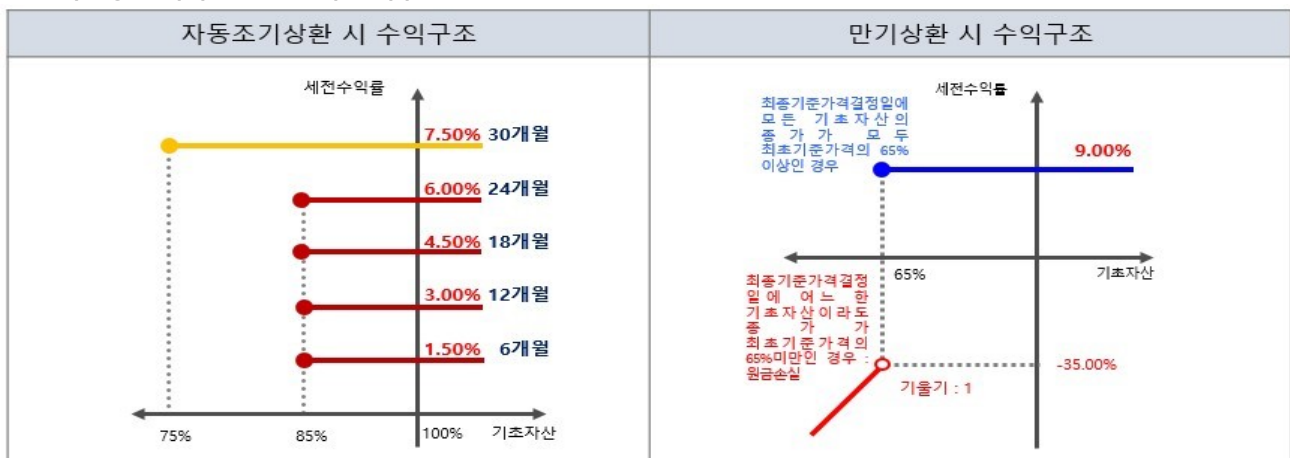 자동조기상환 시 수익구조
만기상환 시 수익구조
세전수익률
7.50% 30개월
6.00% 24개월
4.50% 18개월
3.00% 12개월
1.50% 6개월
75%
85%
100%
기초자산
최종기준가격결정일에
모든 기초자산의
종가가 모두
최초기준가격의 65%
이상인 경우
세전수익률
9.00%
65%
기초자산
최종기준가격결정
일에 어느 한
기초자산이라도
종가가
최초기준가격의
65%미만인 경우 :
원금손실
-35.00%
기울기 : 1